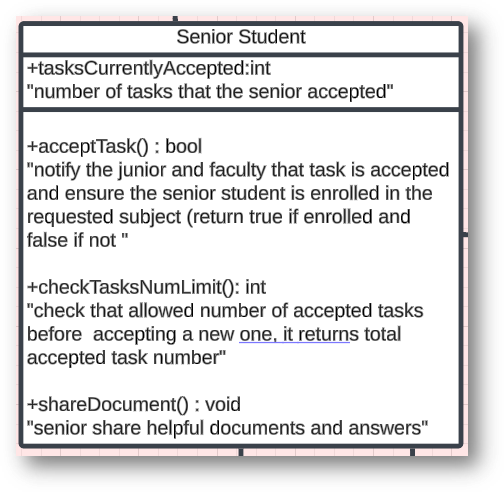 Senior Student
+tasksCurrentlyAccepted:int
"number of tasks that the senior accepted"
+acceptTask() : bool
"notify the junior and faculty that task is accepted
and ensure the senior student is enrolled in the
requested subject (return true if enrolled and
false if not "
+checkTasksNumLimit(): int
"check that allowed number of accepted tasks
before  accepting a new one, it returns total
accepted task number"
+shareDocument() : void
"senior share helpful documents and answers"